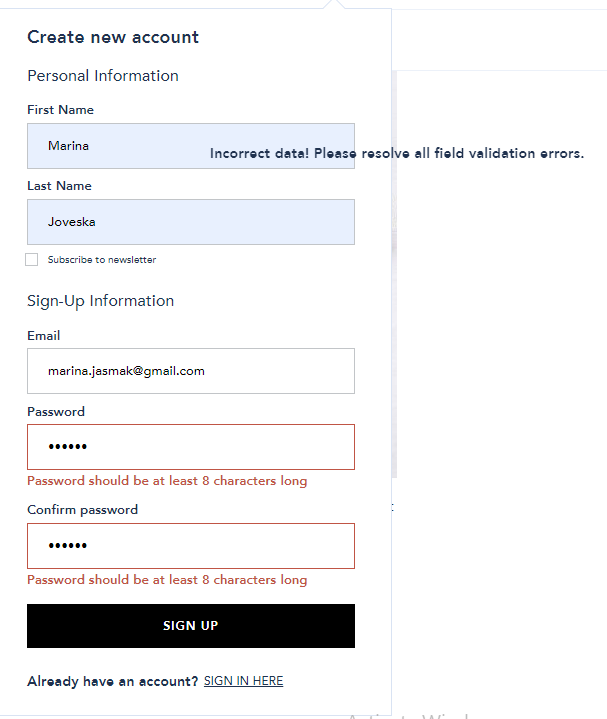 Create new account
Personal Information
First Name
Marina
Incorrect data! Please resolve all field validation errors.
Last Name
Joveska
Subscribe to newsletter
Sign-Up Information
Email
marina.jasmak@gmail.com
Password
••••••
Password should be at least 8 characters long
Confirm password
••••••
Password should be at least 8 characters long
SIGN UP
Already have an account? SIGN IN HERE